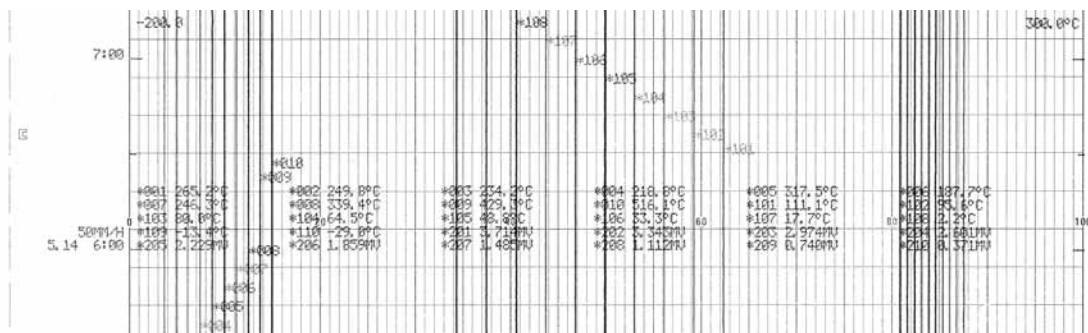 -200.0 *108 300.0°C
*107
7:00 *106
*105
*104
*103
*102
*101
*010
*009
*001 265.2°C *002 249.8°C *003 234.2°C *004 218.8°C *005 317.5°C *006 187.7°C
*007 246.3°C *008 339.4°C *009 429.3°C *010 516.1°C *101 111.1°C *102 95.6°C
*103 80.0°C *104 64.5°C *105 48.8°C *106 33.3°C *107 17.7°C *108 2.2°C
50MM/H *109 -13.4°C *110 -29.0°C *201 3.714MV *202 3.343MV *203 2.974MV *204 2.601MV
5.14 6:00 *205 2.229MV *206 1.859MV *207 1.485MV *208 1.112MV *209 0.740MV *210 0.371MV
*008
*007
*006
*005
*004